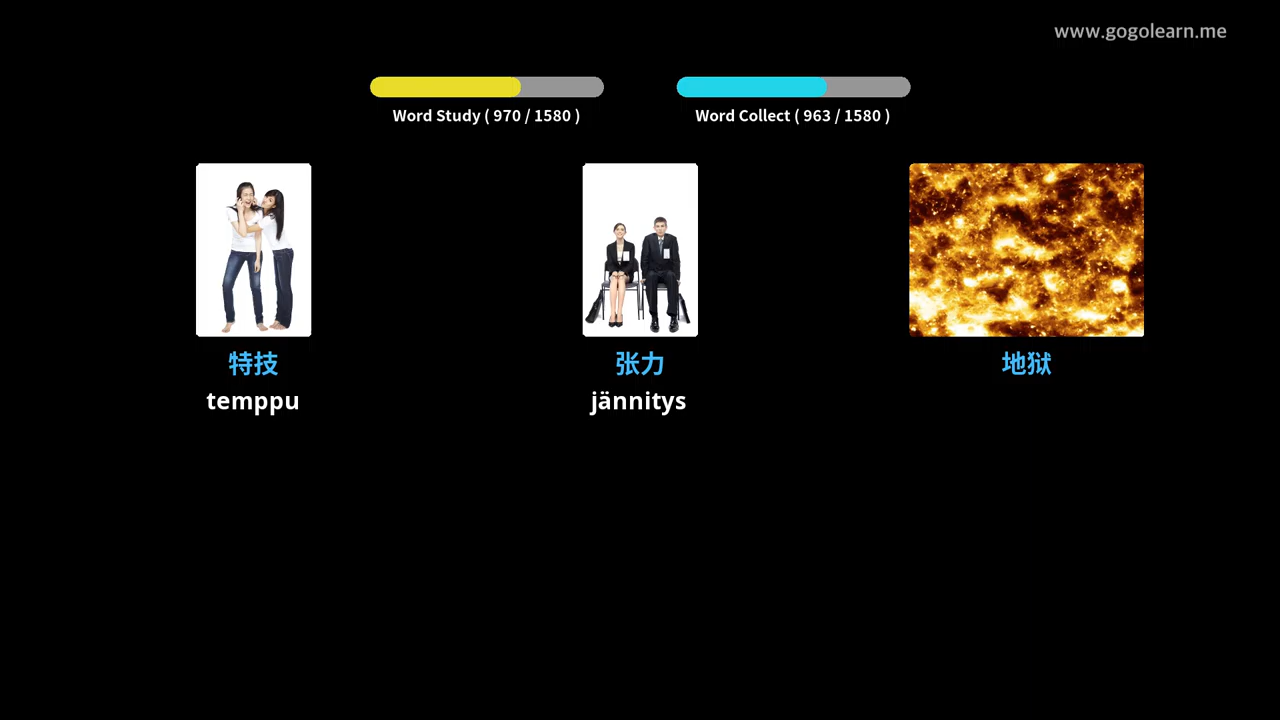 www.gogolearn.me
Word Study ( 970 / 1580 )
Word Collect ( 963 / 1580 )
特技
temppu
张力
jännitys
地狱